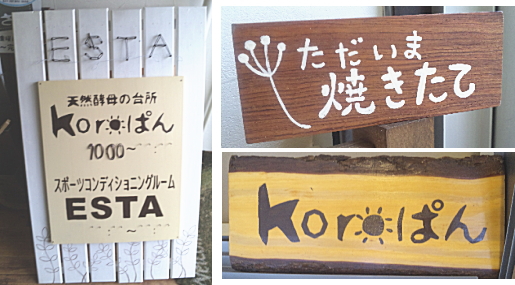 ESTA
天然酵母の台所
koroぱん
1000～
スポーツコンディショニングルーム
ESTA
ただいま
焼きたて
koroぱん